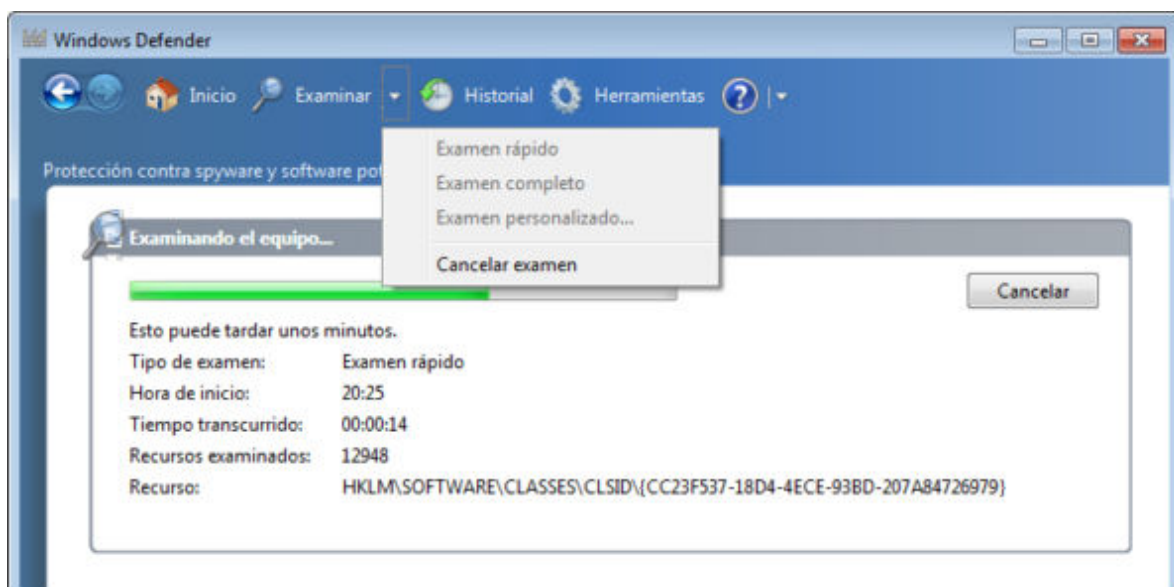 Windows Defender
Inicio Examinar Historial Herramientas ?
Examen rápido
Protección contra spyware y software
Examen completo
Examen personalizado...
Cancelar examen
Examinando el equipo...
Cancelar
Esto puede tardar unos minutos.
Tipo de examen: Examen rápido
Hora de inicio: 20:25
Tiempo transcurrido: 00:00:14
Recursos examinados: 12948
Recurso: HKLM\SOFTWARE\CLASSES\CLSID\{CC23F537-18D4-4ECE-93BD-207A84726979}